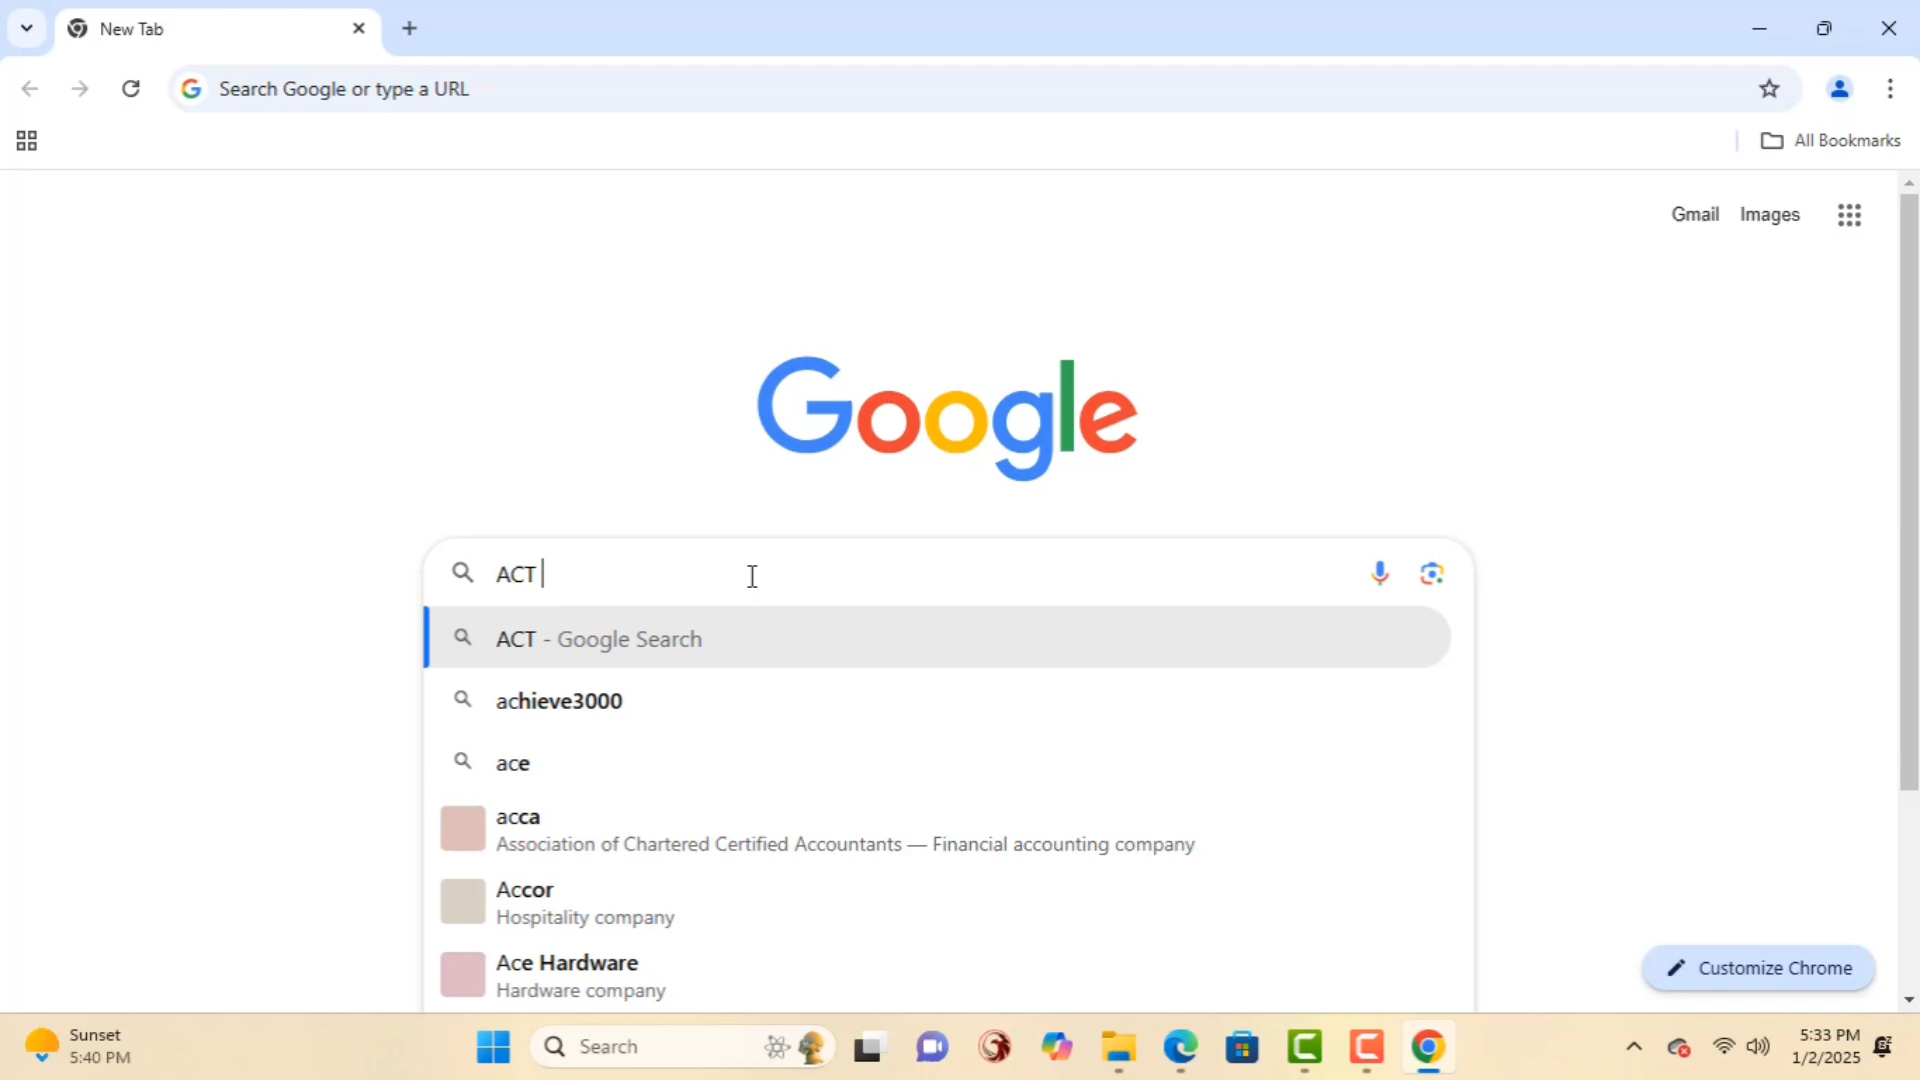 New Tab
Search Google or type a URL
All Bookmarks
Gmail Images
Google
ACT
ACT - Google Search
achieve3000
ace
acca
Association of Chartered Certified Accountants — Financial accounting company
Accor
Hospitality company
Ace Hardware
Hardware company
Customize Chrome
Sunset
5:40 PM
Search
5:33 PM
1/2/2025